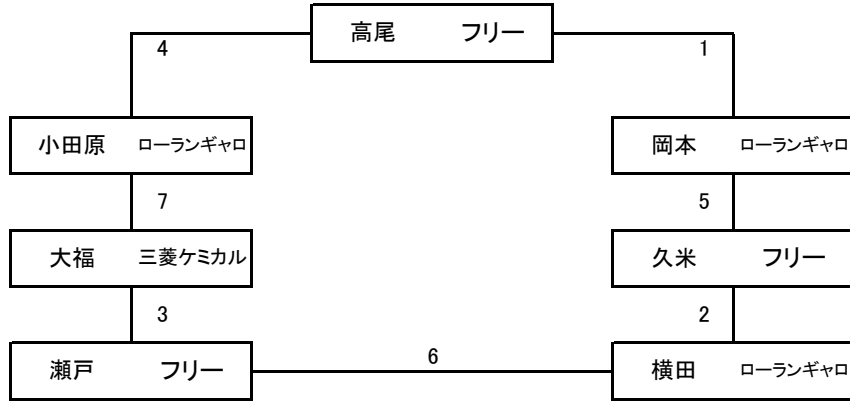 高尾 フリー
4 1
小田原 ローランギャロ 岡本 ローランギャロ
7 5
大福 三菱ケミカル 久米 フリー
3 2
瀬戸 フリー 6 横田 ローランギャロ